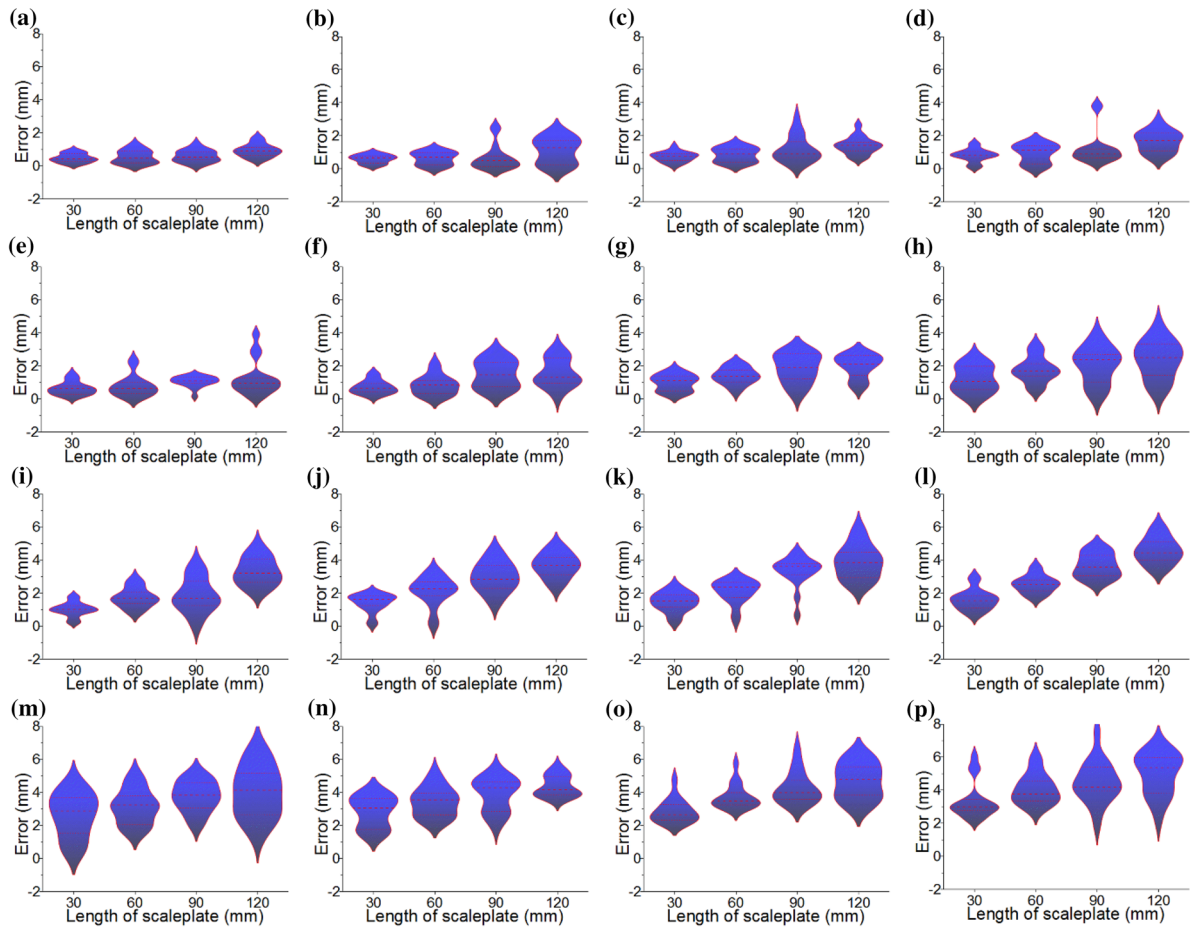 (a) (b) (c) (d)
8 8 8 8
6 6 6 6
4 4 4 4
2 2 2 2
0 0 0 0
-2 -2 -2 -2
Error (mm) Error (mm) Error (mm) Error (mm)
30 60 90 120 30 60 90 120 30 60 90 120 30 60 90 120
Length of scaleplate (mm) Length of scaleplate (mm) Length of scaleplate (mm) Length of scaleplate (mm)
(e) (f) (g) (h)
8 8 8 8
6 6 6 6
4 4 4 4
2 2 2 2
0 0 0 0
-2 -2 -2 -2
Error (mm) Error (mm) Error (mm) Error (mm)
30 60 90 120 30 60 90 120 30 60 90 120 30 60 90 120
Length of scaleplate (mm) Length of scaleplate (mm) Length of scaleplate (mm) Length of scaleplate (mm)
(i) (j) (k) (l)
8 8 8 8
6 6 6 6
4 4 4 4
2 2 2 2
0 0 0 0
-2 -2 -2 -2
Error (mm) Error (mm) Error (mm) Error (mm)
30 60 90 120 30 60 90 120 30 60 90 120 30 60 90 120
Length of scaleplate (mm) Length of scaleplate (mm) Length of scaleplate (mm) Length of scaleplate (mm)
(m) (n) (o) (p)
8 8 8 8
6 6 6 6
4 4 4 4
2 2 2 2
0 0 0 0
-2 -2 -2 -2
Error (mm) Error (mm) Error (mm) Error (mm)
30 60 90 120 30 60 90 120 30 60 90 120 30 60 90 120
Length of scaleplate (mm) Length of scaleplate (mm) Length of scaleplate (mm) Length of scaleplate (mm)